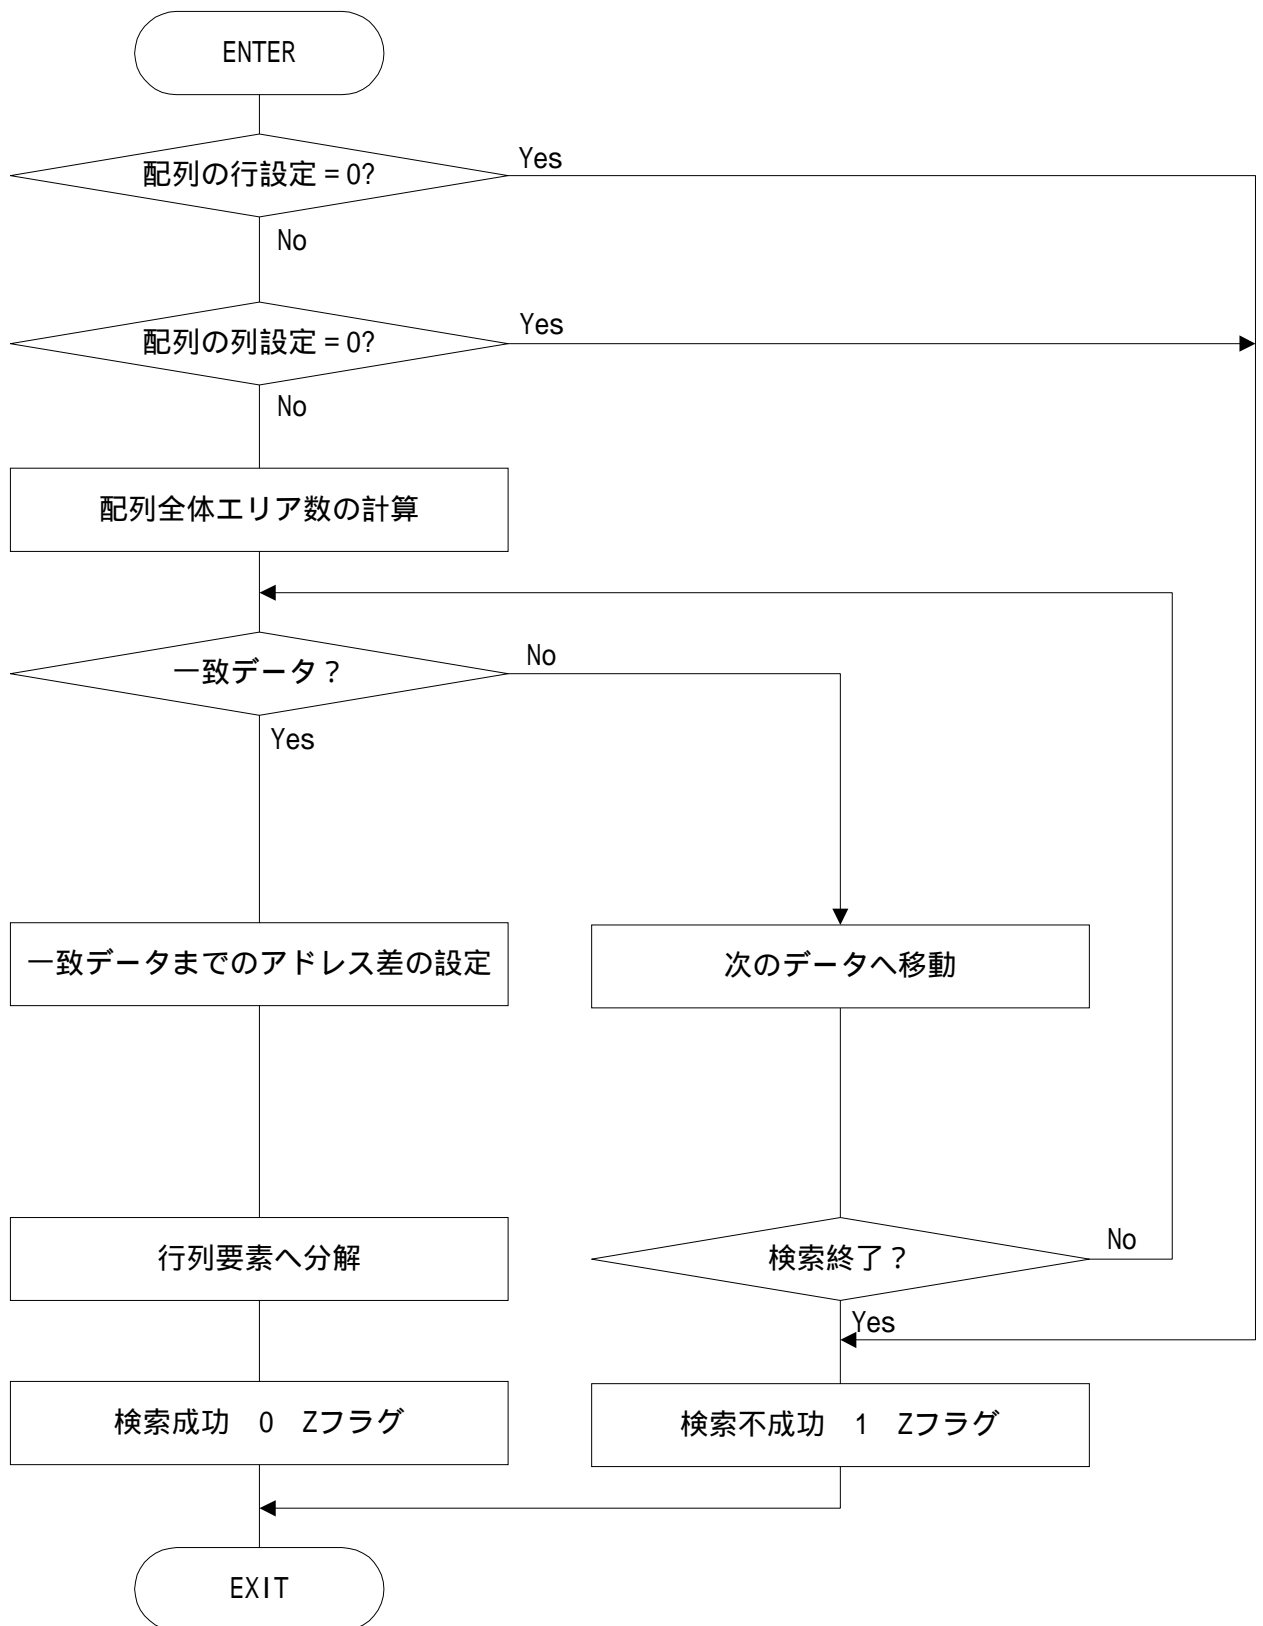 ENTER
配列の行設定=0?
Yes
No
配列の列設定=0?
Yes
No
配列全体エリア数の計算
一致データ？
No
Yes
一致データまでのアドレス差の設定
次のデータへ移動
行列要素へ分解
検索終了？
No
Yes
検索成功　0　Zフラグ
検索不成功　1　Zフラグ
EXIT